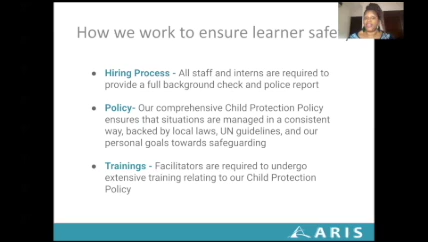 How we work to ensure learner safe
● Hiring Process - All staff and interns are required to
provide a full background check and police report
● Policy- Our comprehensive Child Protection Policy
ensures that situations are managed in a consistent
way, backed by local laws, UN guidelines, and our
personal goals towards safeguarding
● Trainings - Facilitators are required to undergo
extensive training relating to our Child Protection
Policy
ARIS